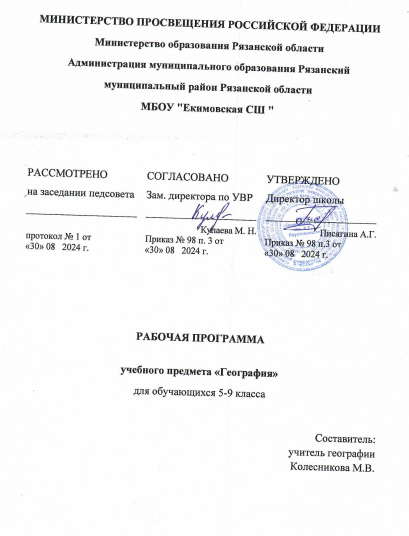 МИНИСТЕРСТВО ПРОСВЕЩЕНИЯ РОССИЙСКОЙ ФЕДЕРАЦИИ
Министерство образования Рязанской области
Администрация муниципального образования Рязанский
муниципальный район Рязанской области
МБОУ "Екимовская СШ "
РАССМОТРЕНО
на заседании педсовета
протокол № 1 от
«30» 08 2024 г.
СОГЛАСОВАНО
Зам. директора по УВР
Купаева М. Н.
Приказ № 98 п. 3 от
«30» 08 2024 г.
УТВЕРЖДЕНО
Директор школы
Писягина А.Г.
Приказ № 98 п.3 от
«30» 08 2024 г.
РАБОЧАЯ ПРОГРАММА
учебного предмета «География»
для обучающихся 5-9 класса
Составитель:
учитель географии
Колесникова М.В.